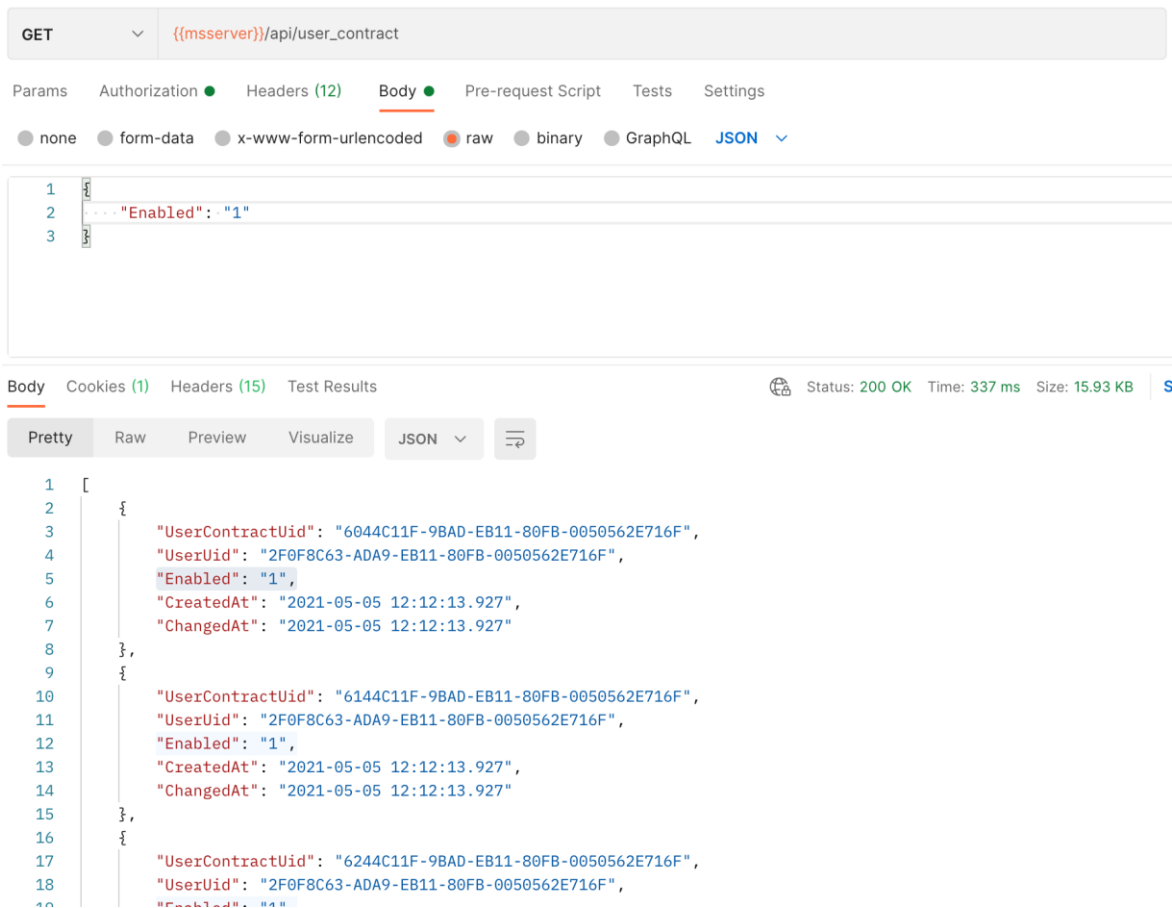 GET {{msserver}}/api/user_contract
Params Authorization Headers (12) Body Pre-request Script Tests Settings
none form-data x-www-form-urlencoded raw binary GraphQL JSON
1 {
2 "Enabled": "1"
3 }
Body Cookies (1) Headers (15) Test Results Status: 200 OK Time: 337 ms Size: 15.93 KB S
Pretty Raw Preview Visualize JSON
1 [
2 {
3 "UserContractUid": "6044C11F-9BAD-EB11-80FB-0050562E716F",
4 "UserUid": "2F0F8C63-ADA9-EB11-80FB-0050562E716F",
5 "Enabled": "1",
6 "CreatedAt": "2021-05-05 12:12:13.927",
7 "ChangedAt": "2021-05-05 12:12:13.927"
8 },
9 {
10 "UserContractUid": "6144C11F-9BAD-EB11-80FB-0050562E716F",
11 "UserUid": "2F0F8C63-ADA9-EB11-80FB-0050562E716F",
12 "Enabled": "1",
13 "CreatedAt": "2021-05-05 12:12:13.927",
14 "ChangedAt": "2021-05-05 12:12:13.927"
15 },
16 {
17 "UserContractUid": "6244C11F-9BAD-EB11-80FB-0050562E716F",
18 "UserUid": "2F0F8C63-ADA9-EB11-80FB-0050562E716F",
19 "Enabled": "1",